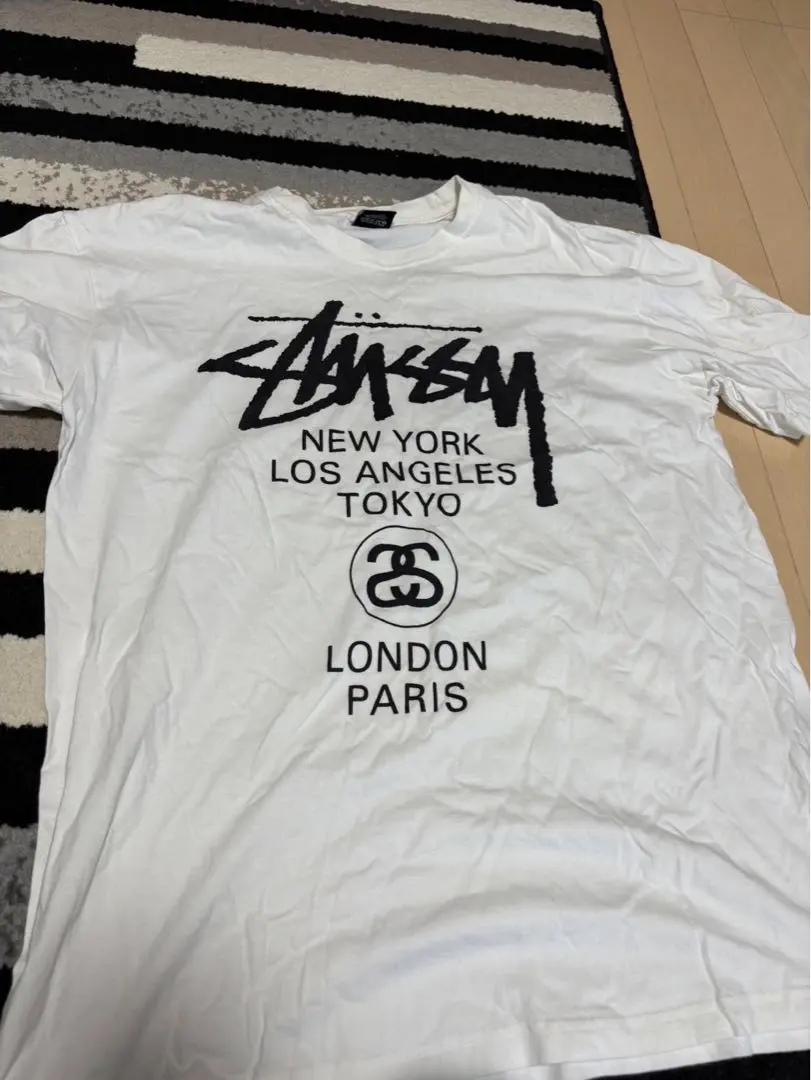 Stüssy
NEW YORK
LOS ANGELES
TOKYO
LONDON
PARIS